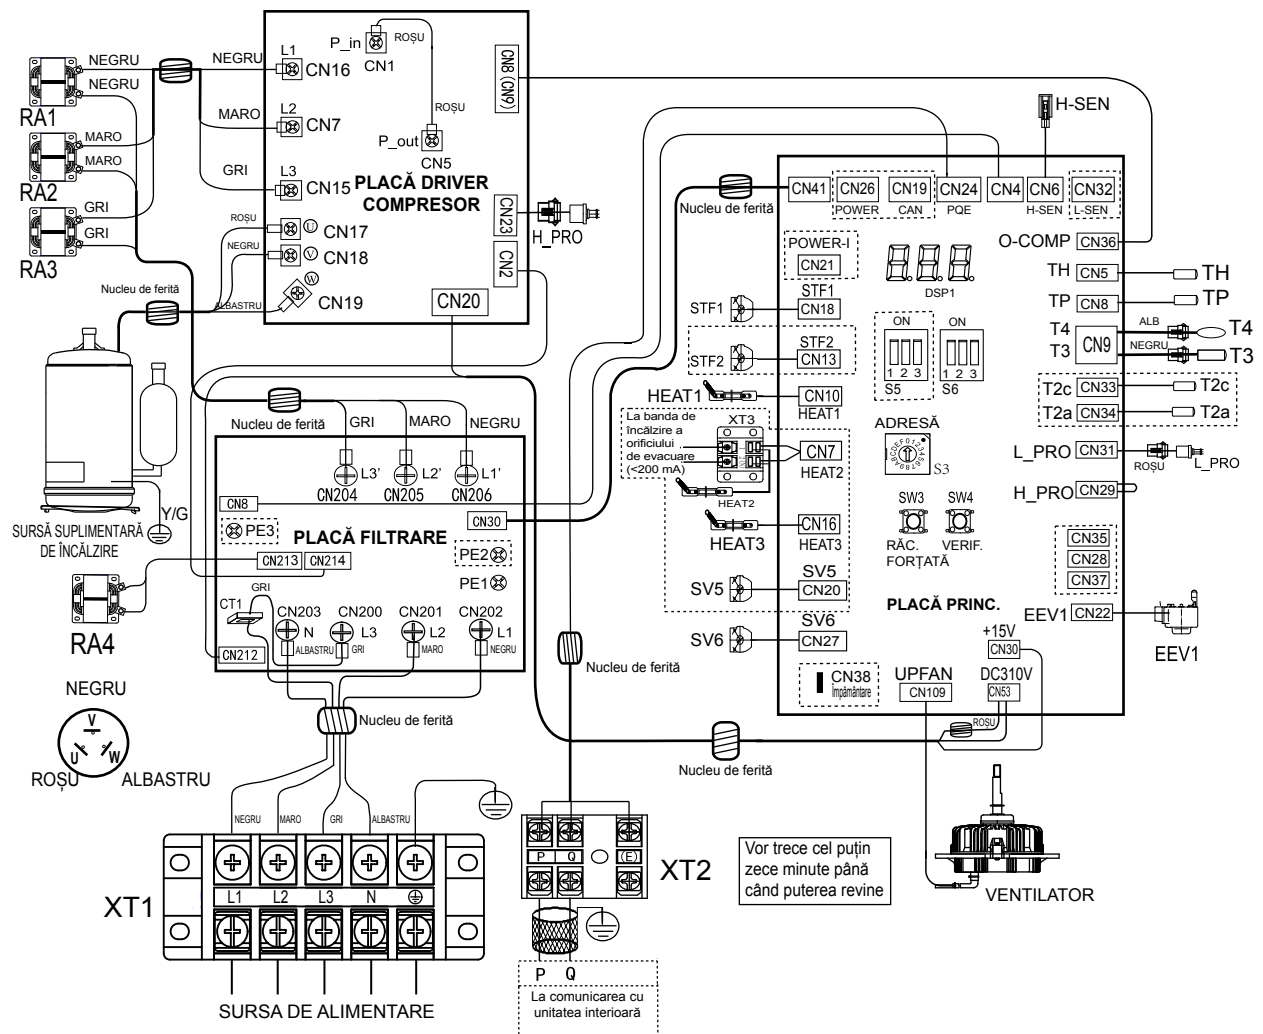 P_in
ROȘU
CN1
ROȘU
P_out
CN5
L1
CN16
L2
CN7
L3
CN15
PLACĂ DRIVER
COMPRESOR
CN8 (CN9)
CN23
H_PRO
CN2
CN20
ROȘU
U
CN17
NEGRU
V
CN18
W
CN19
ALBASTRU
NEGRU
NEGRU
NEGRU
RA1
MARO
MARO
MARO
RA2
GRI
GRI
GRI
RA3
Nucleu de ferită
Nucleu de ferită
GRI
MARO
NEGRU
L3'
L2'
L1'
CN204
CN205
CN206
CN8
CN30
PE3
PLACĂ FILTRARE
PE2
PE1
CN213
CN214
GRI
CT1
CN203
CN200
CN201
CN202
N
L3
L2
L1
ALBASTRU
GRI
MARO
NEGRU
CN212
Y/G
SURSĂ SUPLIMENTARĂ
DE ÎNCĂLZIRE
RA4
NEGRU
V
U
W
ROȘU
ALBASTRU
Nucleu de ferită
NEGRU
MARO
GRI
ALBASTRU
XT1
L1
L2
L3
N
SURSA DE ALIMENTARE
Nucleu de ferită
P
Q
(E)
XT2
P
Q
La comunicarea cu
unitatea interioară
Nucleu de ferită
Nucleu de ferită
Vor trece cel puțin
zece minute până
când puterea revine
VENTILATOR
H-SEN
CN41
CN26
CN19
CN24
CN4
CN6
CN32
POWER
CAN
PQE
H-SEN
L-SEN
POWER-I
CN21
DSP1
O-COMP
CN36
TH
CN5
TH
TP
CN8
TP
T4
T3
CN9
ALB
NEGRU
T4
T3
T2c
CN33
T2c
T2a
CN34
T2a
L_PRO
CN31
ROȘU
L_PRO
H_PRO
CN29
CN35
CN28
CN37
EEV1
CN22
EEV1
STF1
STF1
CN18
STF2
STF2
CN13
HEAT1
CN10
HEAT1
La banda de
încălzire a
orificiului
de evacuare
(<200 mA)
XT3
CN7
HEAT2
HEAT2
HEAT3
CN16
HEAT3
SV5
SV5
CN20
SV6
SV6
CN27
ON
1 2 3
S5
ON
1 2 3
S6
ADRESĂ
0123456789ABCDEF
S3
SW3
SW4
RĂC.
FORȚATĂ
VERIF.
PLACĂ PRINC.
CN38
Împământare
UPFAN
CN109
+15V
CN30
DC310V
CN53
ROȘU